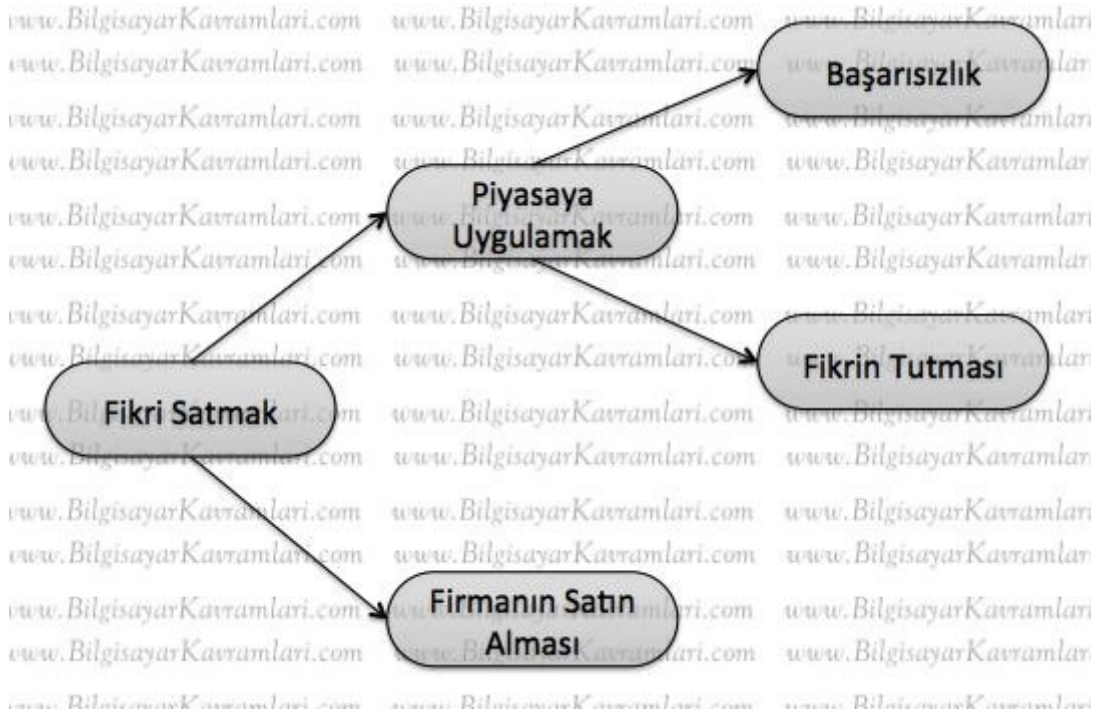 www.BilgisayarKavramlari.com
Başarısızlık
Piyasaya
Uygulamak
Fikrin Tutması
Fikri Satmak
Firmanın Satın
Alması